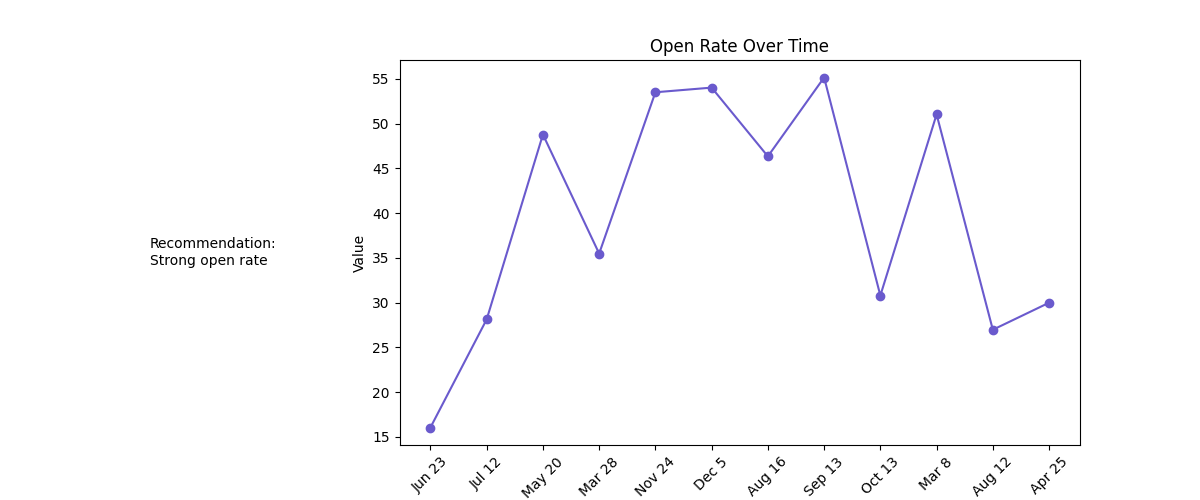 Open Rate Over Time
Recommendation:
Strong open rate
Value
55
50
45
40
35
30
25
20
15
Jun 23
Jul 12
May 20
Mar 28
Nov 24
Dec 5
Aug 16
Sep 13
Oct 13
Mar 8
Aug 12
Apr 25